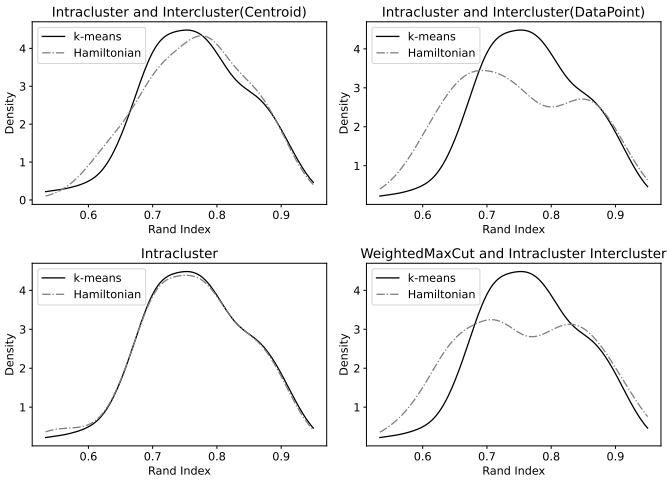 Intracluster and Intercluster(Centroid)
k-means
Hamiltonian
Density
4
3
2
1
0
0.6 0.7 0.8 0.9
Rand Index
Intracluster and Intercluster(DataPoint)
k-means
Hamiltonian
Density
4
3
2
1
0.6 0.7 0.8 0.9
Rand Index
Intracluster
k-means
Hamiltonian
Density
4
3
2
1
0.6 0.7 0.8 0.9
Rand Index
WeightedMaxCut and Intracluster Intercluster
k-means
Hamiltonian
Density
4
3
2
1
0.6 0.7 0.8 0.9
Rand Index